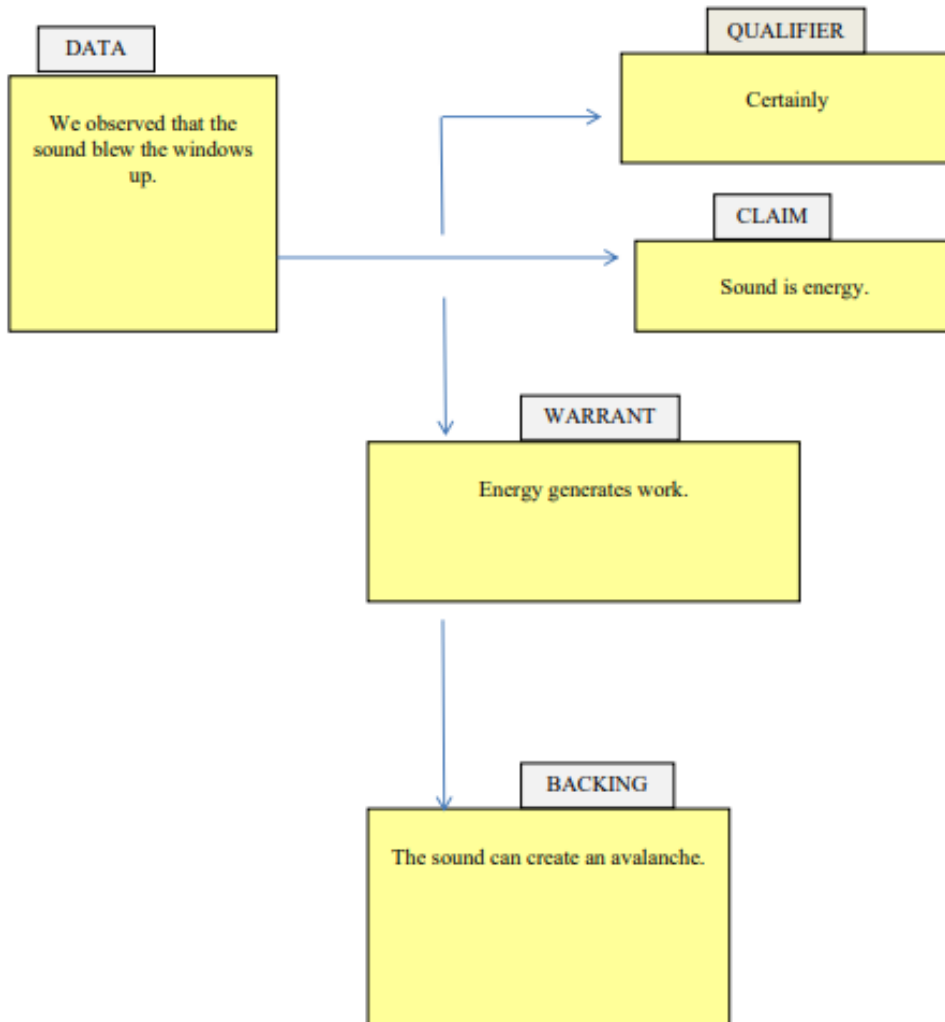 DATA
We observed that the
sound blew the windows
up.
QUALIFIER
Certainly
CLAIM
Sound is energy.
WARRANT
Energy generates work.
BACKING
The sound can create an avalanche.